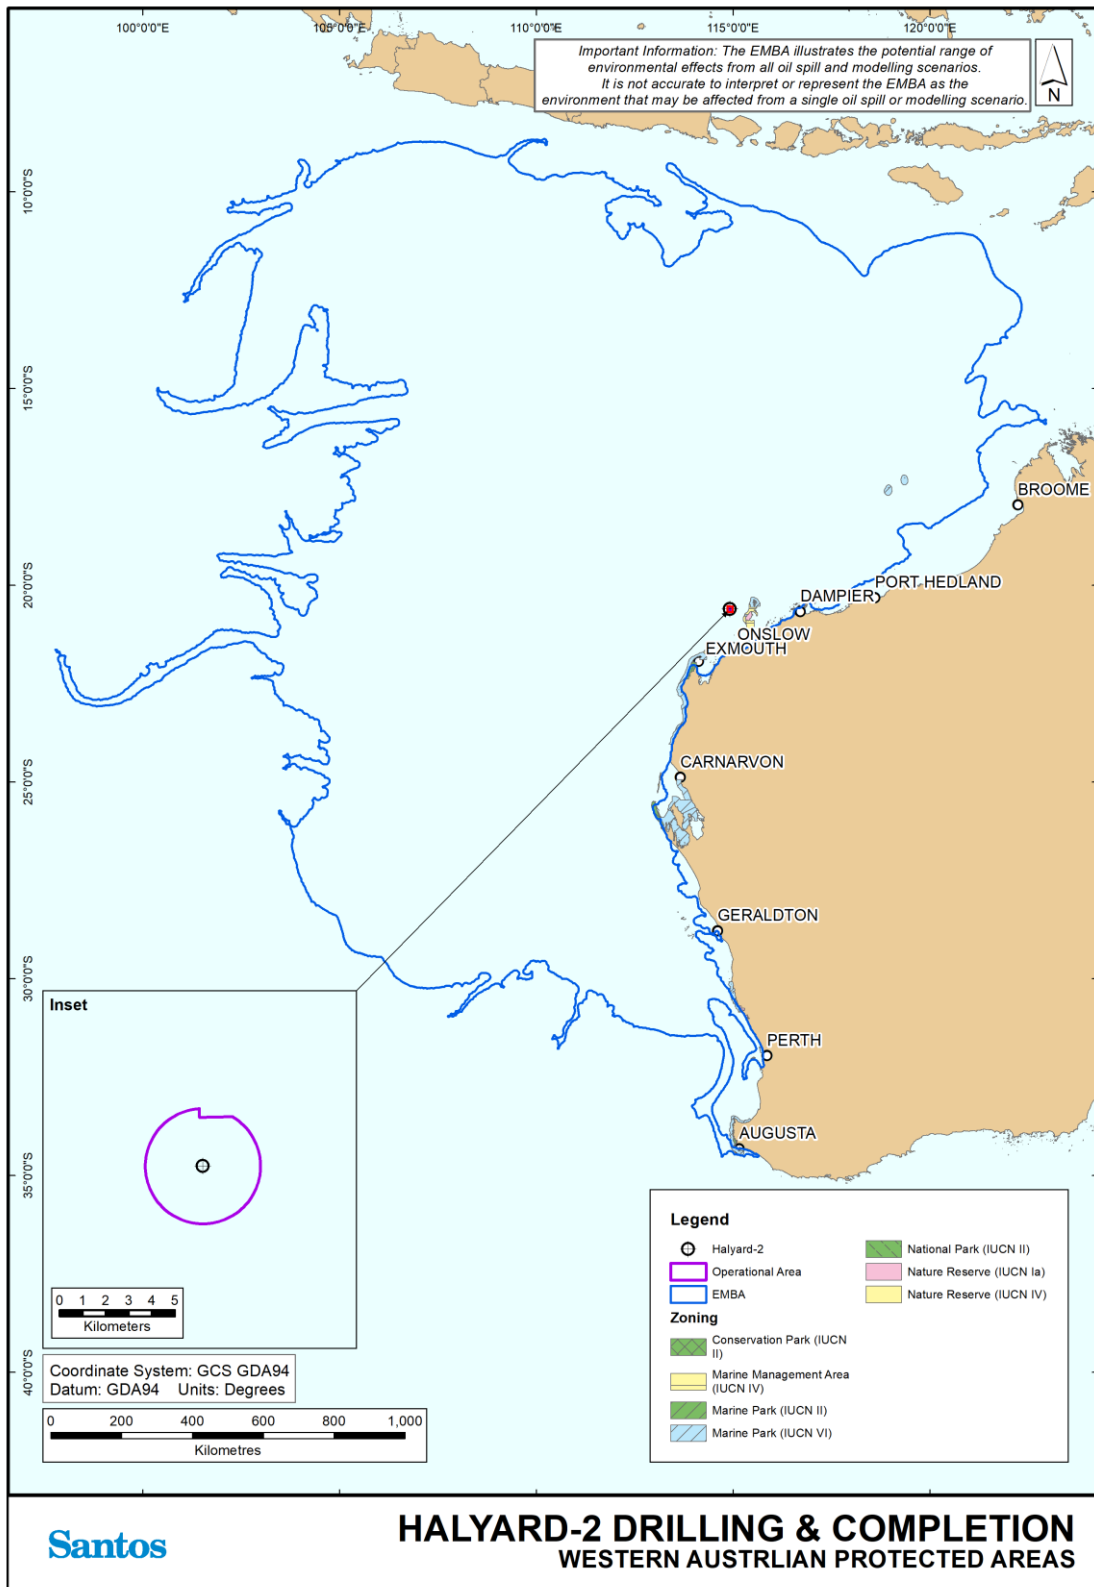 100°0'0"E
105°0'0"E
110°0'0"E
115°0'0"E
120°0'0"E
Important Information: The EMBA illustrates the potential range of
environmental effects from all oil spill and modelling scenarios.
It is not accurate to interpret or represent the EMBA as the
environment that may be affected from a single oil spill or modelling scenario.
N
10°0'0"S
15°0'0"S
20°0'0"S
25°0'0"S
30°0'0"S
35°0'0"S
40°0'0"S
BROOME
PORT HEDLAND
DAMPIER
ONSLOW
EXMOUTH
CARNARVON
GERALDTON
PERTH
AUGUSTA
Inset
0 1 2 3 4 5
Kilometers
Coordinate System: GCS GDA94
Datum: GDA94 Units: Degrees
0 200 400 600 800 1,000
Kilometres
Legend
Halyard-2
Operational Area
EMBA
Zoning
Conservation Park (IUCN
II)
Marine Management Area
(IUCN IV)
Marine Park (IUCN II)
Marine Park (IUCN VI)
National Park (IUCN II)
Nature Reserve (IUCN Ia)
Nature Reserve (IUCN IV)
Santos
HALYARD-2 DRILLING & COMPLETION
WESTERN AUSTRLIAN PROTECTED AREAS